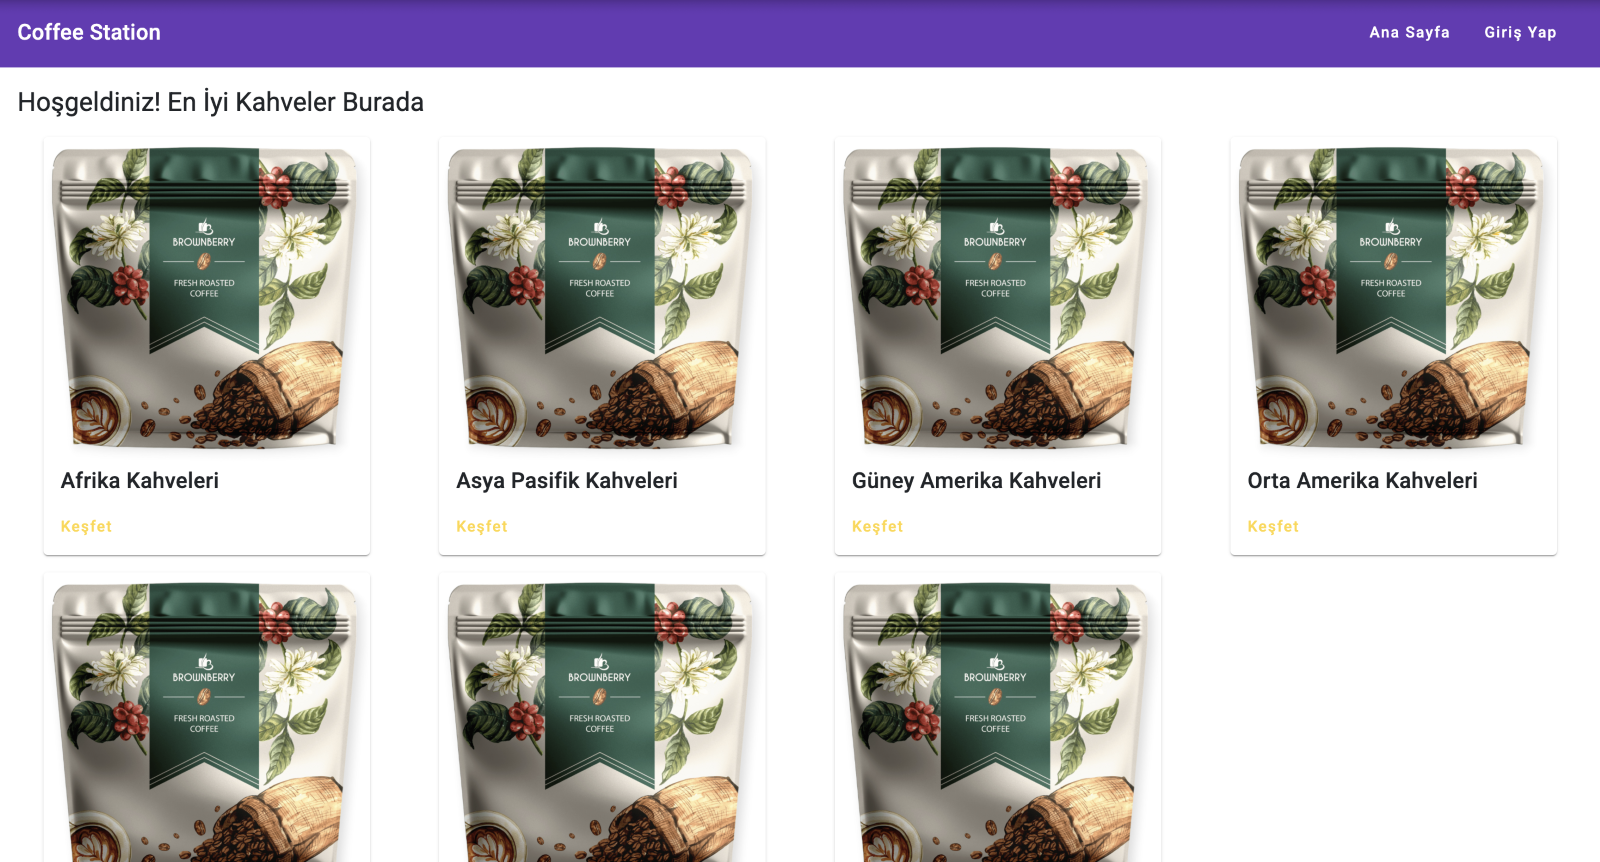 Coffee Station
Ana Sayfa
Giriş Yap
Hoşgeldiniz! En İyi Kahveler Burada
BROWNBERRY
FRESH ROASTED
COFFEE
BROWNBERRY
FRESH ROASTED
COFFEE
BROWNBERRY
FRESH ROASTED
COFFEE
BROWNBERRY
FRESH ROASTED
COFFEE
Afrika Kahveleri
Keşfet
Asya Pasifik Kahveleri
Keşfet
Güney Amerika Kahveleri
Keşfet
Orta Amerika Kahveleri
Keşfet
BROWNBERRY
FRESH ROASTED
COFFEE
BROWNBERRY
FRESH ROASTED
COFFEE
BROWNBERRY
FRESH ROASTED
COFFEE